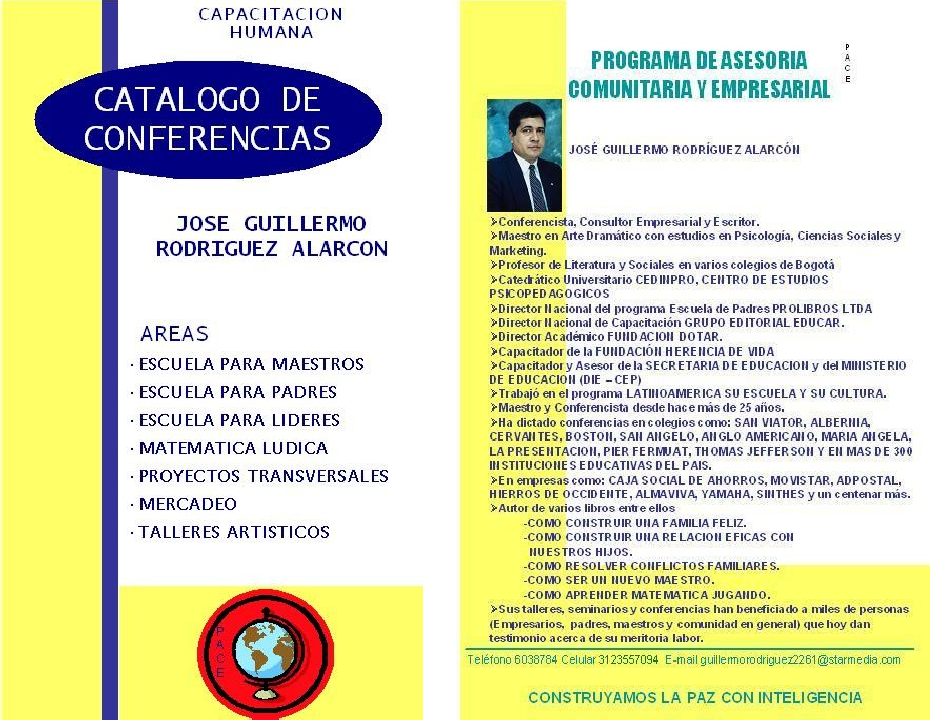 CAPACITACION
HUMANA
CATALOGO DE
CONFERENCIAS
JOSE GUILLERMO
RODRIGUEZ ALARCON
AREAS
· ESCUELA PARA MAESTROS
· ESCUELA PARA PADRES
· ESCUELA PARA LIDERES
· MATEMATICA LUDICA
· PROYECTOS TRANSVERSALES
· MERCADEO
· TALLERES ARTISTICOS
P
A
C
E
PROGRAMA DE ASESORIA
COMUNITARIA Y EMPRESARIAL
P
A
C
E
JOSÉ GUILLERMO RODRÍGUEZ ALARCÓN
➢Conferencista, Consultor Empresarial y Escritor.
➢Maestro en Arte Dramático con estudios en Psicología, Ciencias Sociales y
Marketing.
➢Profesor de Literatura y Sociales en varios colegios de Bogotá
➢Catedrático Universitario CEDINPRO, CENTRO DE ESTUDIOS
PSICOPEDAGOGICOS
➢Director Nacional del programa Escuela de Padres PROLIBROS LTDA
➢Director Nacional de Capacitación GRUPO EDITORIAL EDUCAR.
➢Director Académico FUNDACION DOTAR.
➢Capacitador de la FUNDACIÓN HERENCIA DE VIDA
➢Capacitador y Asesor de la SECRETARIA DE EDUCACION y del MINISTERIO
DE EDUCACION (DIE – CEP)
➢Trabajó en el programa LATINOAMERICA SU ESCUELA Y SU CULTURA.
➢Maestro y Conferencista desde hace más de 25 años.
➢Ha dictado conferencias en colegios como: SAN VIATOR, ALBERNIA,
CERVANTES, BOSTON, SAN ANGELO, ANGLO AMERICANO, MARIA ANGELA,
LA PRESENTACION, PIER FERMUAT, THOMAS JEFFERSON Y EN MAS DE 300
INSTITUCIONES EDUCATIVAS DEL PAIS.
➢En empresas como: CAJA SOCIAL DE AHORROS, MOVISTAR, ADPOSTAL,
HIERROS DE OCCIDENTE, ALMAVIVA, YAMAHA, SINTHES y un centenar más.
➢Autor de varios libros entre ellos
-COMO CONSTRUIR UNA FAMILIA FELIZ.
-COMO CONSTRUIR UNA RELACION EFICAS CON
NUESTROS HIJOS.
-COMO RESOLVER CONFLICTOS FAMILIARES.
-COMO SER UN NUEVO MAESTRO.
-COMO APRENDER MATEMATICA JUGANDO.
➢Sus talleres, seminarios y conferencias han beneficiado a miles de personas
(Empresarios, padres, maestros y comunidad en general) que hoy dan
testimonio acerca de su meritoria labor.
Teléfono 6038784 Celular 3123557094 E-mail guillermorodriguez2261@starmedia.com
CONSTRUYAMOS LA PAZ CON INTELIGENCIA